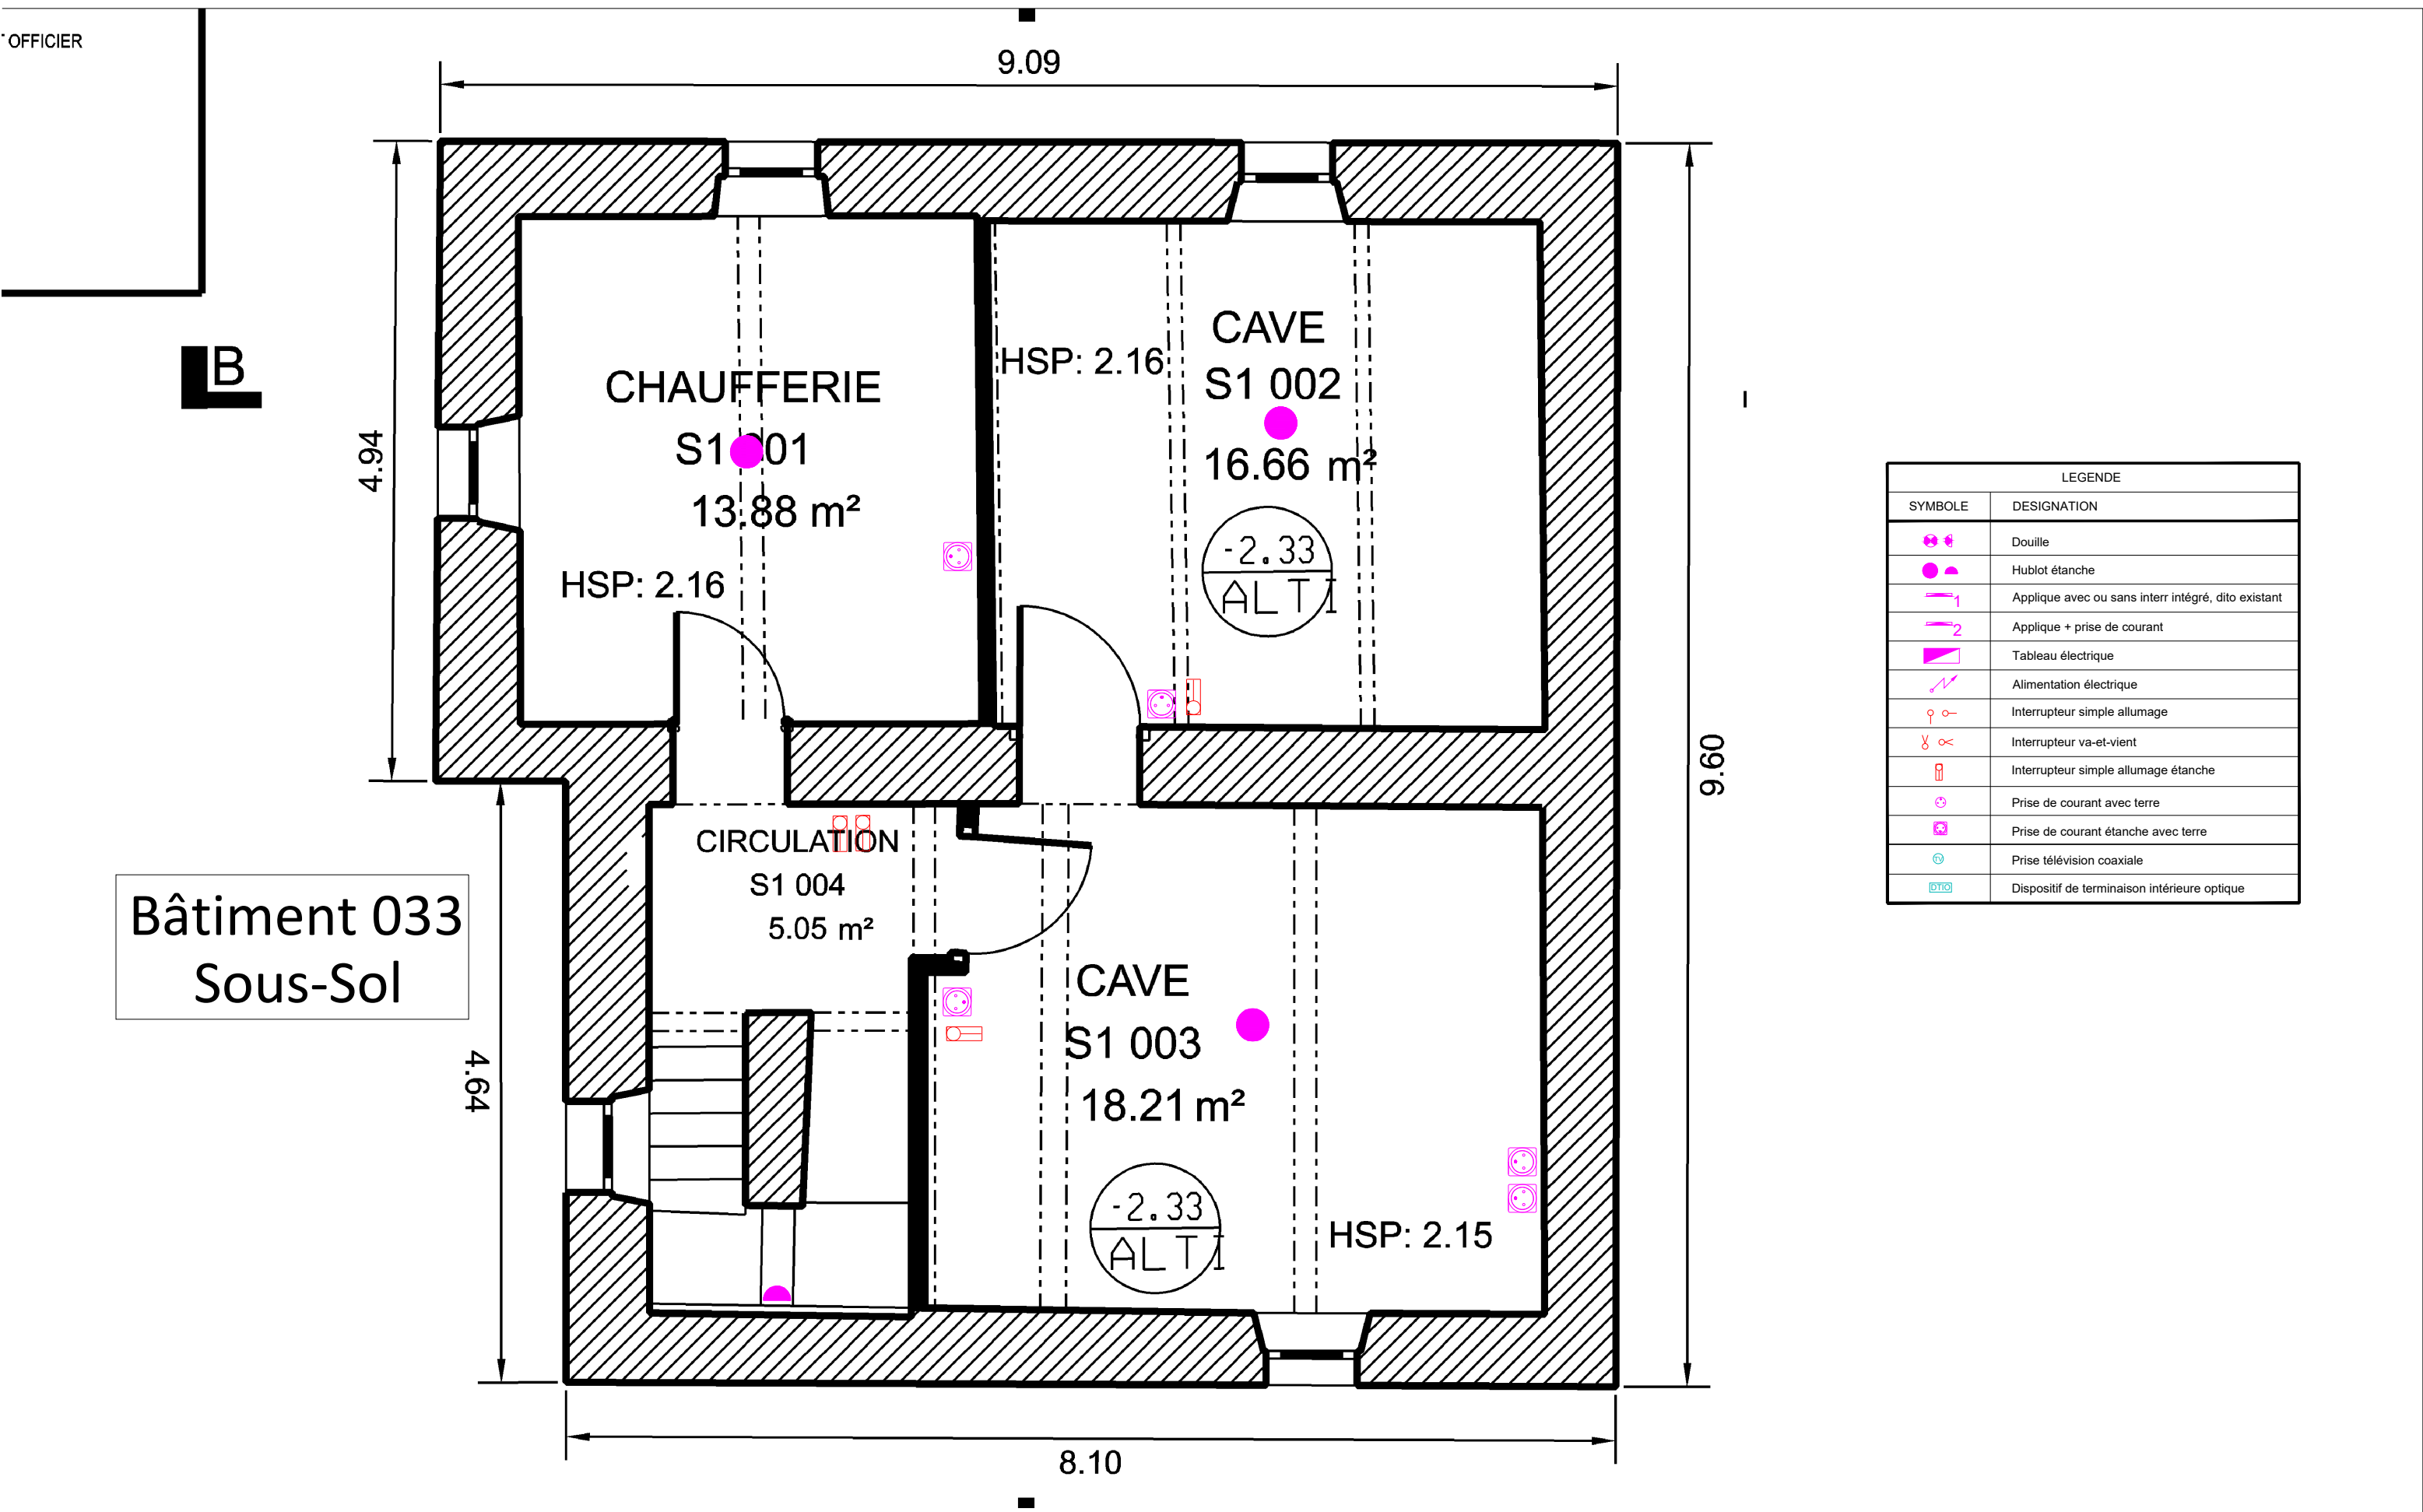 OFFICIER
9.09
B
4.94
CHAUFFERIE
S1 001
13.88 m²
HSP: 2.16
HSP: 2.16
CAVE
S1 002
16.66 m²
-2.33
ALTI
9.60
CIRCULATION
S1 004
5.05 m²
Bâtiment 033
Sous-Sol
4.64
CAVE
S1 003
18.21 m²
-2.33
ALTI
HSP: 2.15
8.10
LEGENDE
SYMBOLE DESIGNATION
Douille
Hublot étanche
1 Applique avec ou sans interr intégré, dito existant
2 Applique + prise de courant
Tableau électrique
Alimentation électrique
Interrupteur simple allumage
Interrupteur va-et-vient
Interrupteur simple allumage étanche
Prise de courant avec terre
Prise de courant étanche avec terre
TV Prise télévision coaxiale
DTIO Dispositif de terminaison intérieure optique